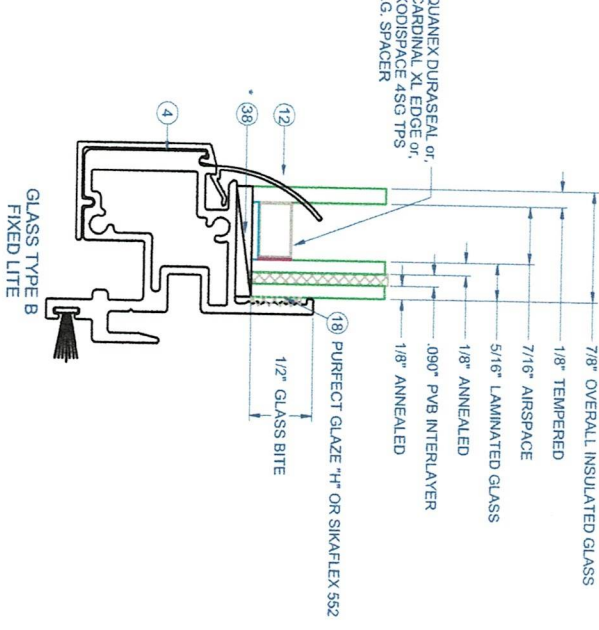 QUANEX DURASEAL or,
CARDINAL XL EDGE or,
KODISPACE 4SG TPS
I.G. SPACER
7/8" OVERALL INSULATED GLASS
1/8" TEMPERED
7/16" AIRSPACE
5/16" LAMINATED GLASS
1/8" ANNEALED
.090" PVB INTERLAYER
1/8" ANNEALED
12
38
4
18 PURFECT GLAZE "H" OR SIKAFLEX 552
1/2" GLASS BITE
GLASS TYPE B
FIXED LITE